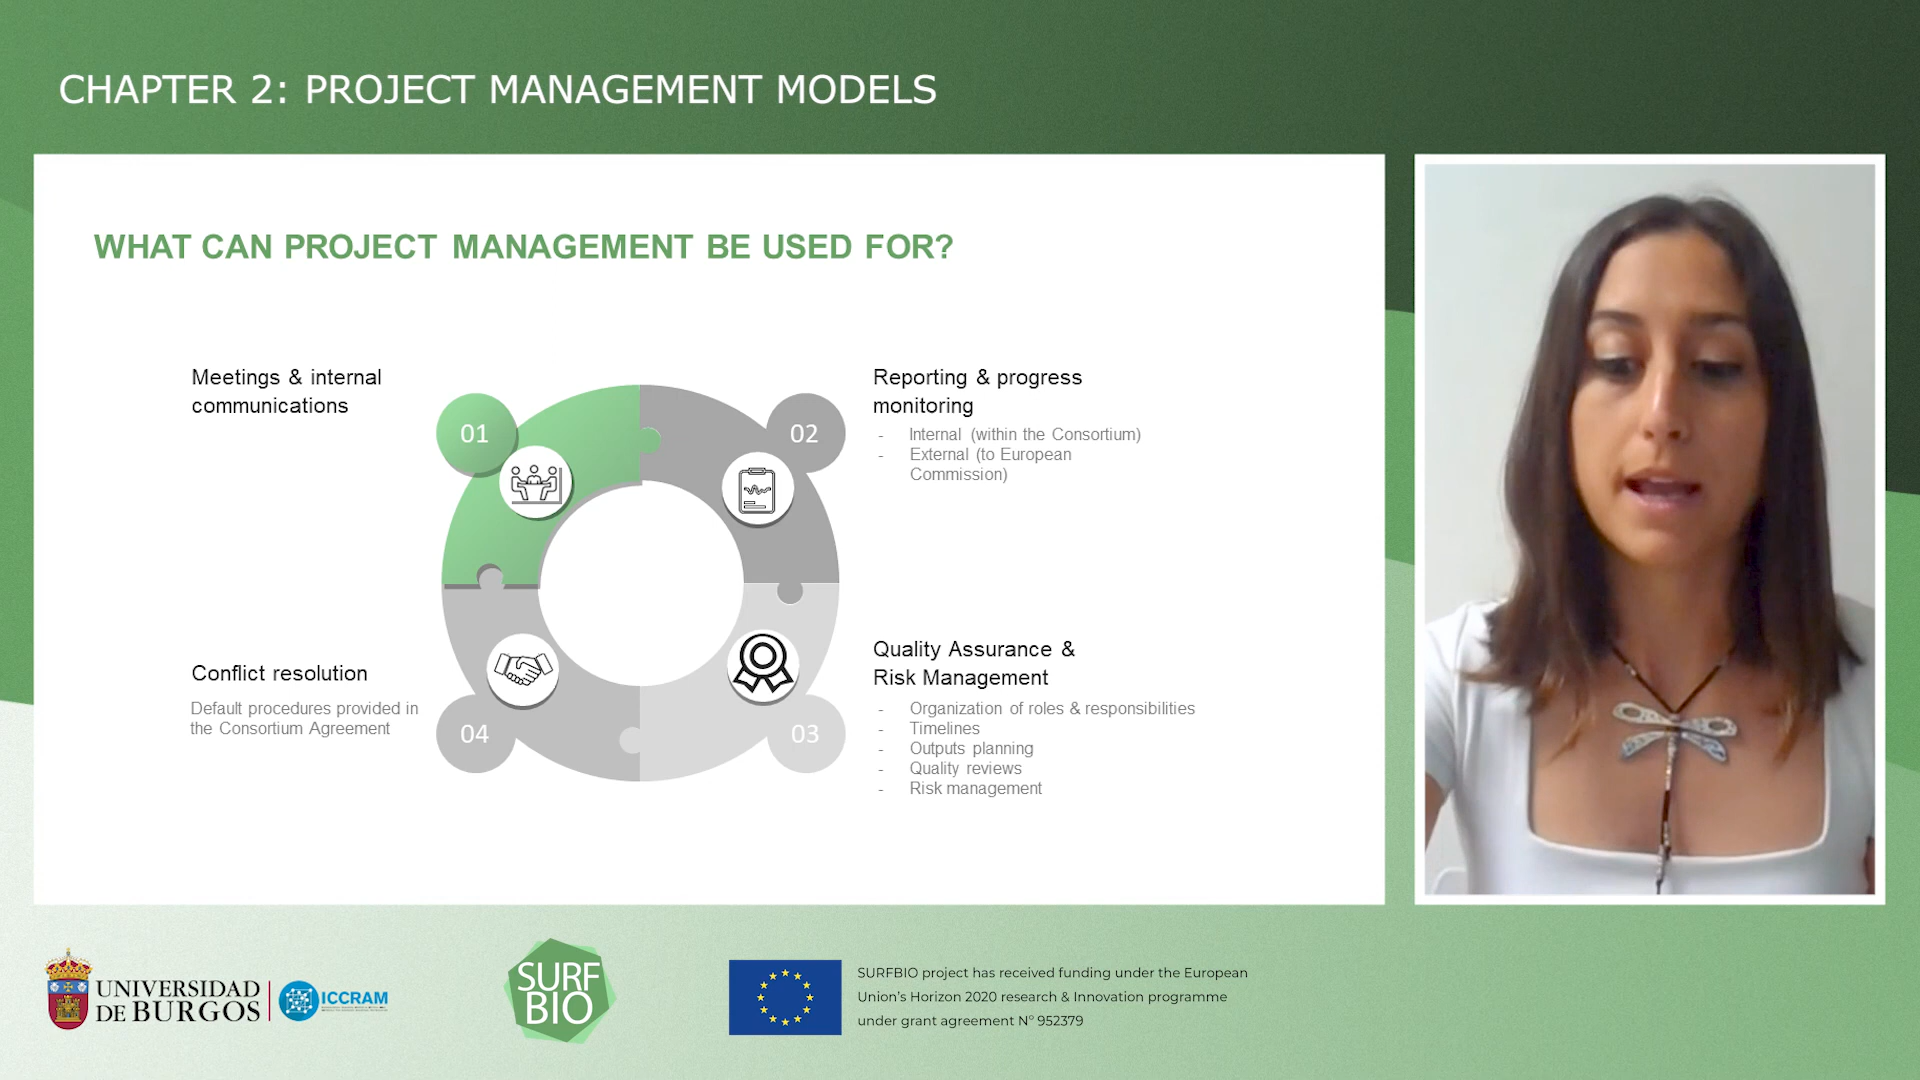 CHAPTER 2: PROJECT MANAGEMENT MODELS
WHAT CAN PROJECT MANAGEMENT BE USED FOR?
Meetings & internal
communications
01
02
Reporting & progress
monitoring
- Internal (within the Consortium)
- External (to European
Commission)
Conflict resolution
Default procedures provided in
the Consortium Agreement
04
03
Quality Assurance &
Risk Management
- Organization of roles & responsibilities
- Timelines
- Outputs planning
- Quality reviews
- Risk management
UNIVERSIDAD
DE BURGOS
ICCRAM
SURF
BIO
SURFBIO project has received funding under the European
Union's Horizon 2020 research & Innovation programme
under grant agreement Nº 952379